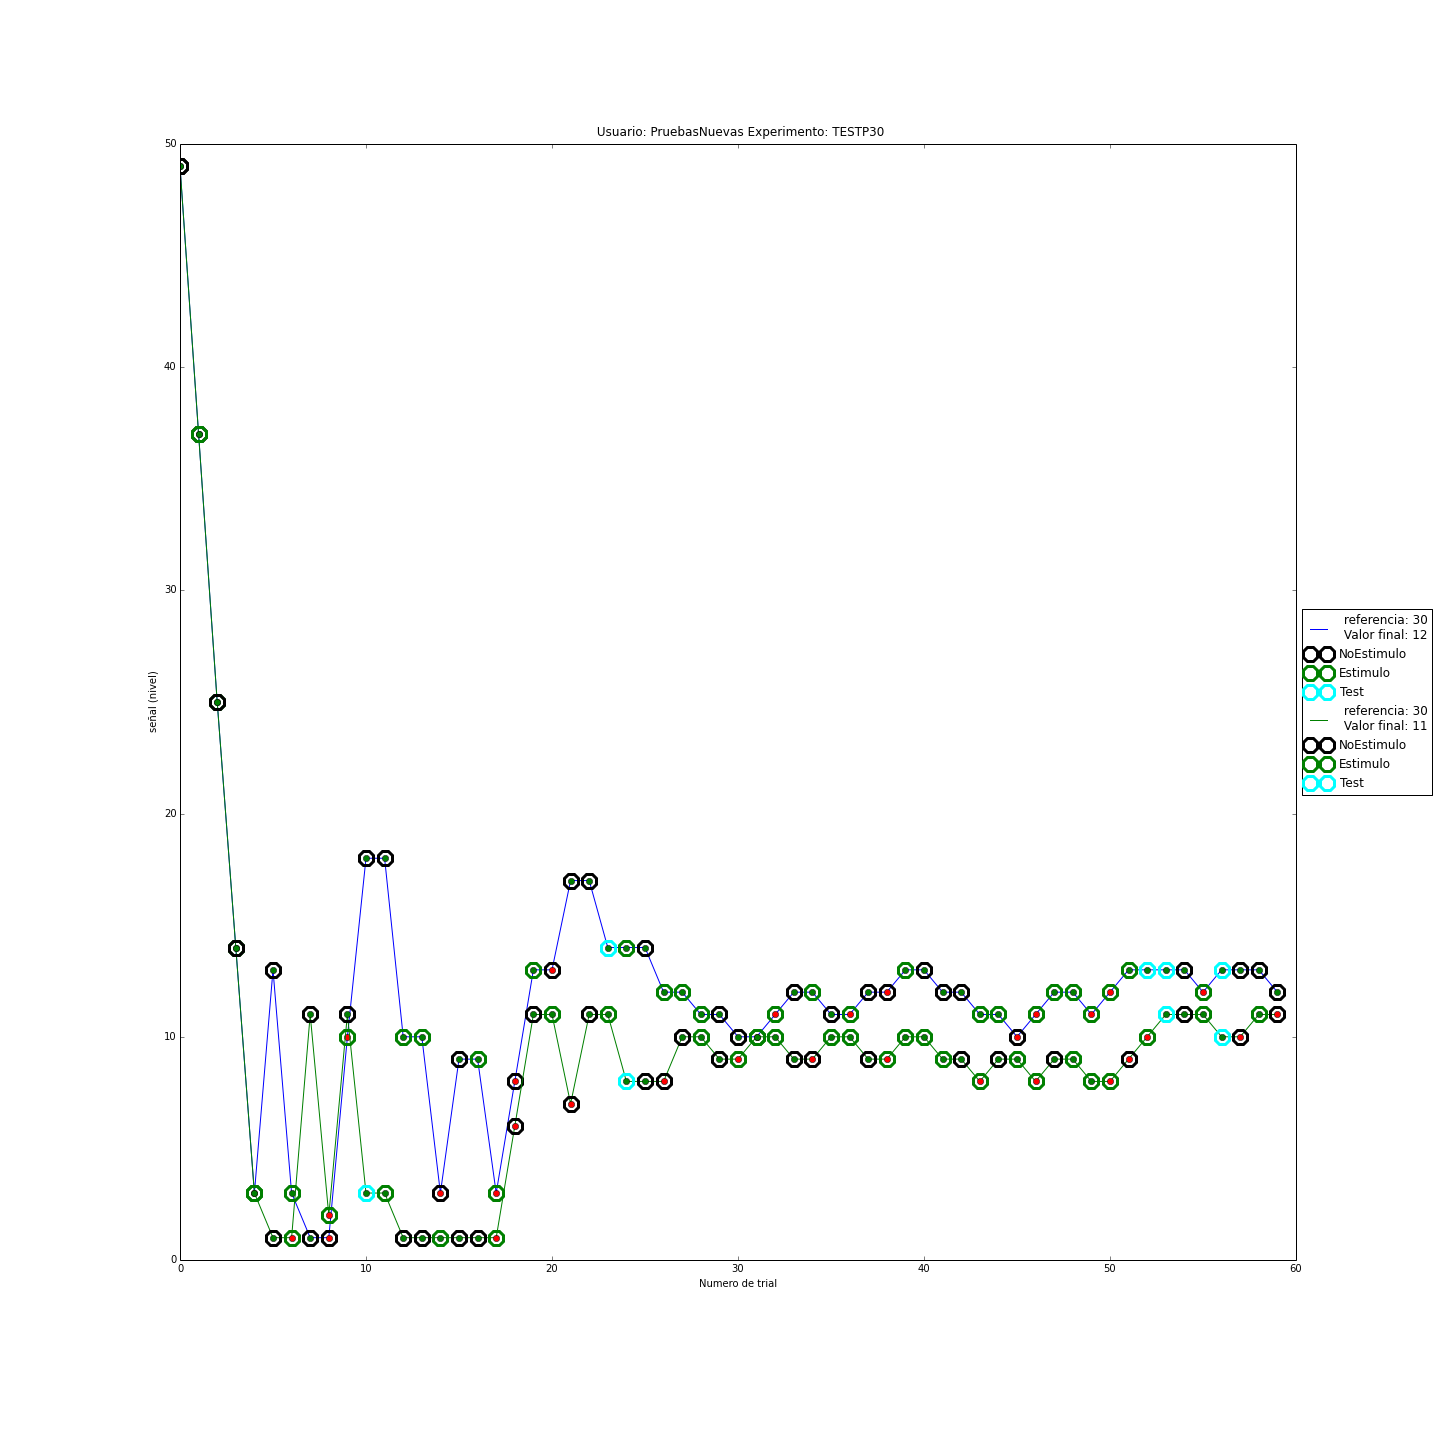 Usuario: PruebasNuevas Experimento: TESTP30
50
40
30
20
10
0
señal (nivel)
0 10 20 30 40 50 60
Numero de trial
referencia: 30
Valor final: 12
NoEstimulo
Estimulo
Test
referencia: 30
Valor final: 11
NoEstimulo
Estimulo
Test